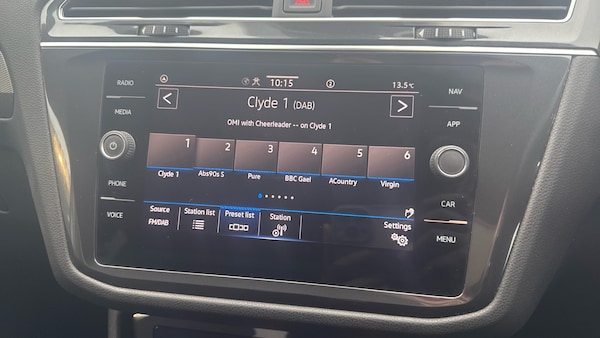 RADIO
MEDIA
PHONE
VOICE
10:15
13.5°C
Clyde 1 (DAB)
OMI with Cheerleader -- on Clyde 1
1 2 3 4 5 6
Clyde 1 Abs90s S Pure BBC Gael ACountry Virgin
Source Station list Preset list Station Settings
FM/DAB
NAV
APP
CAR
MENU